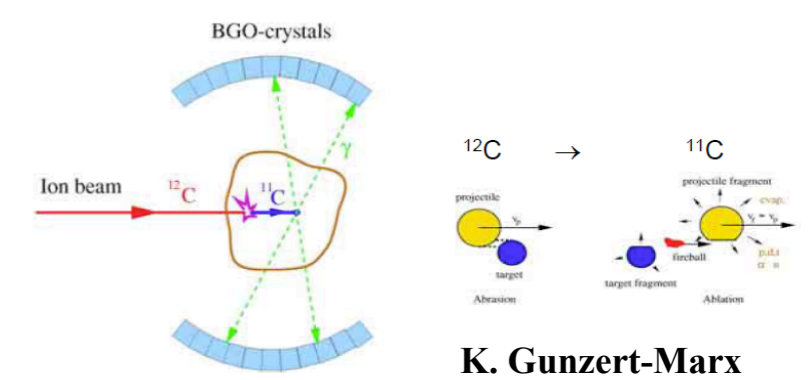 BGO-crystals
γ
Ion beam
¹²C
¹¹C
¹²C → ¹¹C
projectile
vp
target
Abrasion
projectile fragment
evap.
vf = vp
p,d,t
α n
fireball
target fragment
Ablation
K. Gunzert-Marx